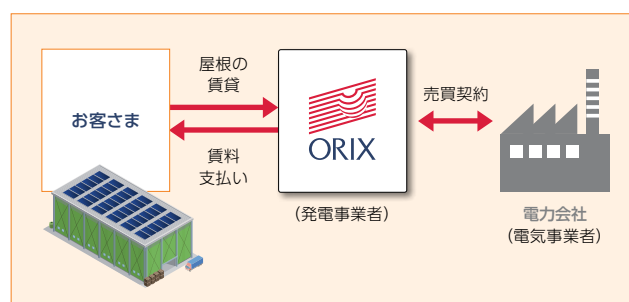 お客さま
屋根の
賃貸
賃料
支払い
ORIX
(発電事業者)
売買契約
電力会社
(電気事業者)